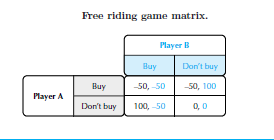 Free riding game matrix.
Player B
Buy Don't buy
Player A
Buy –50, –50 –50, 100
Don't buy 100, –50 0, 0